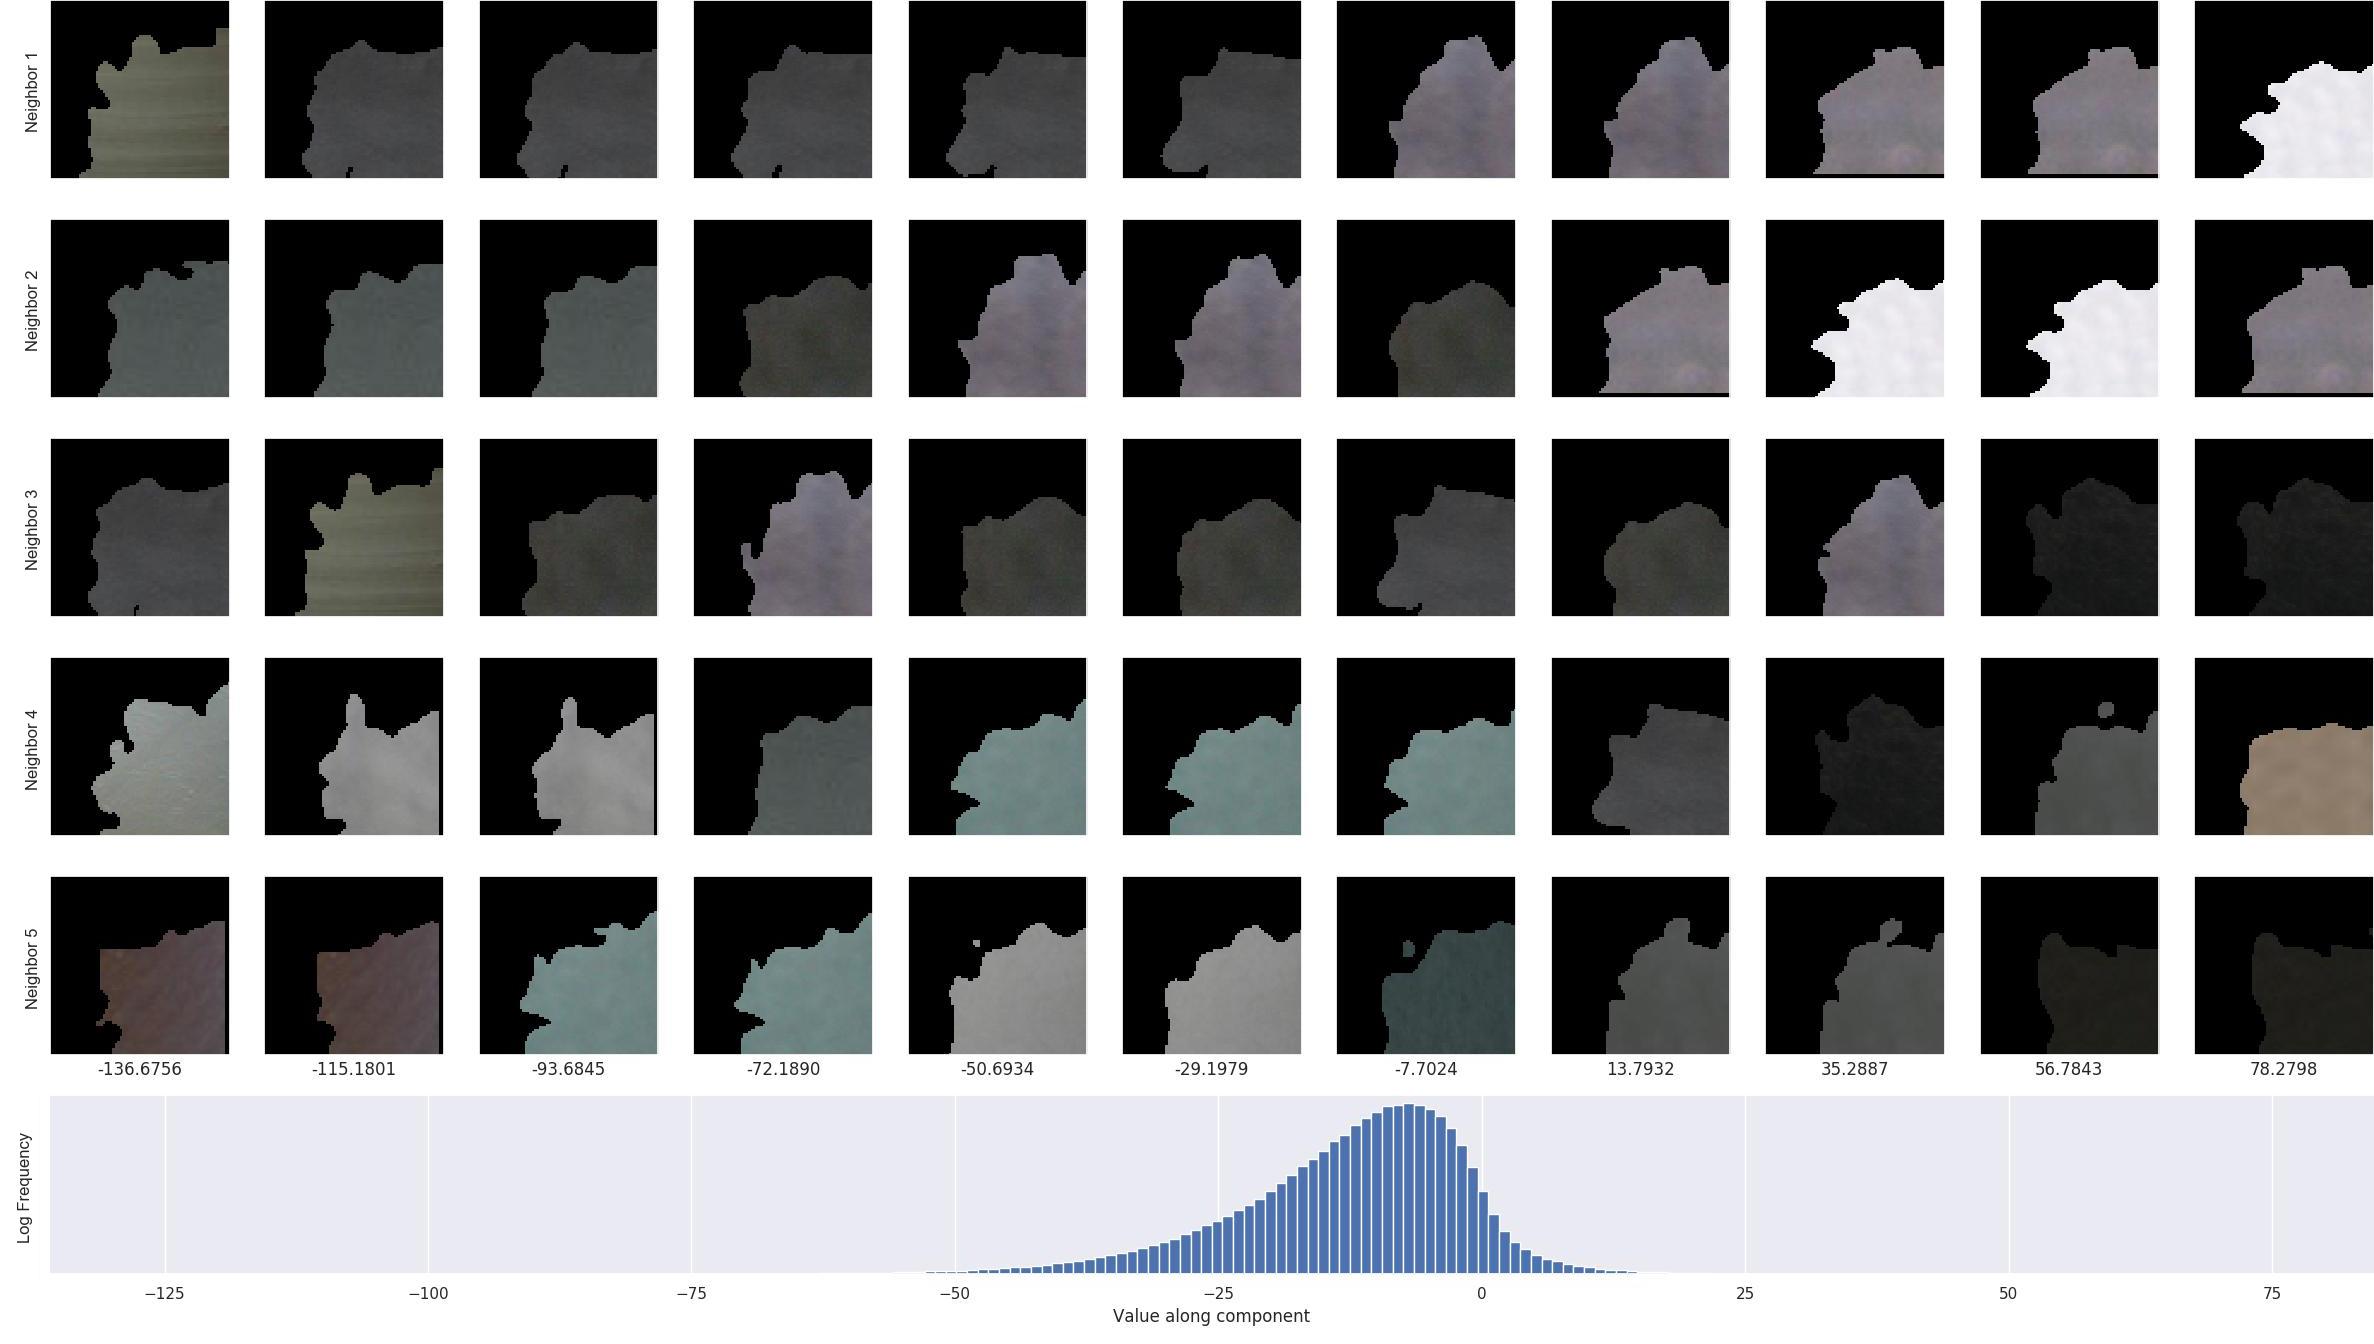 Neighbor 1
Neighbor 2
Neighbor 3
Neighbor 4
Neighbor 5
-136.6756 -115.1801 -93.6845 -72.1890 -50.6934 -29.1979 -7.7024 13.7932 35.2887 56.7843 78.2798
Log Frequency
−125 −100 −75 −50 −25 0 25 50 75
Value along component